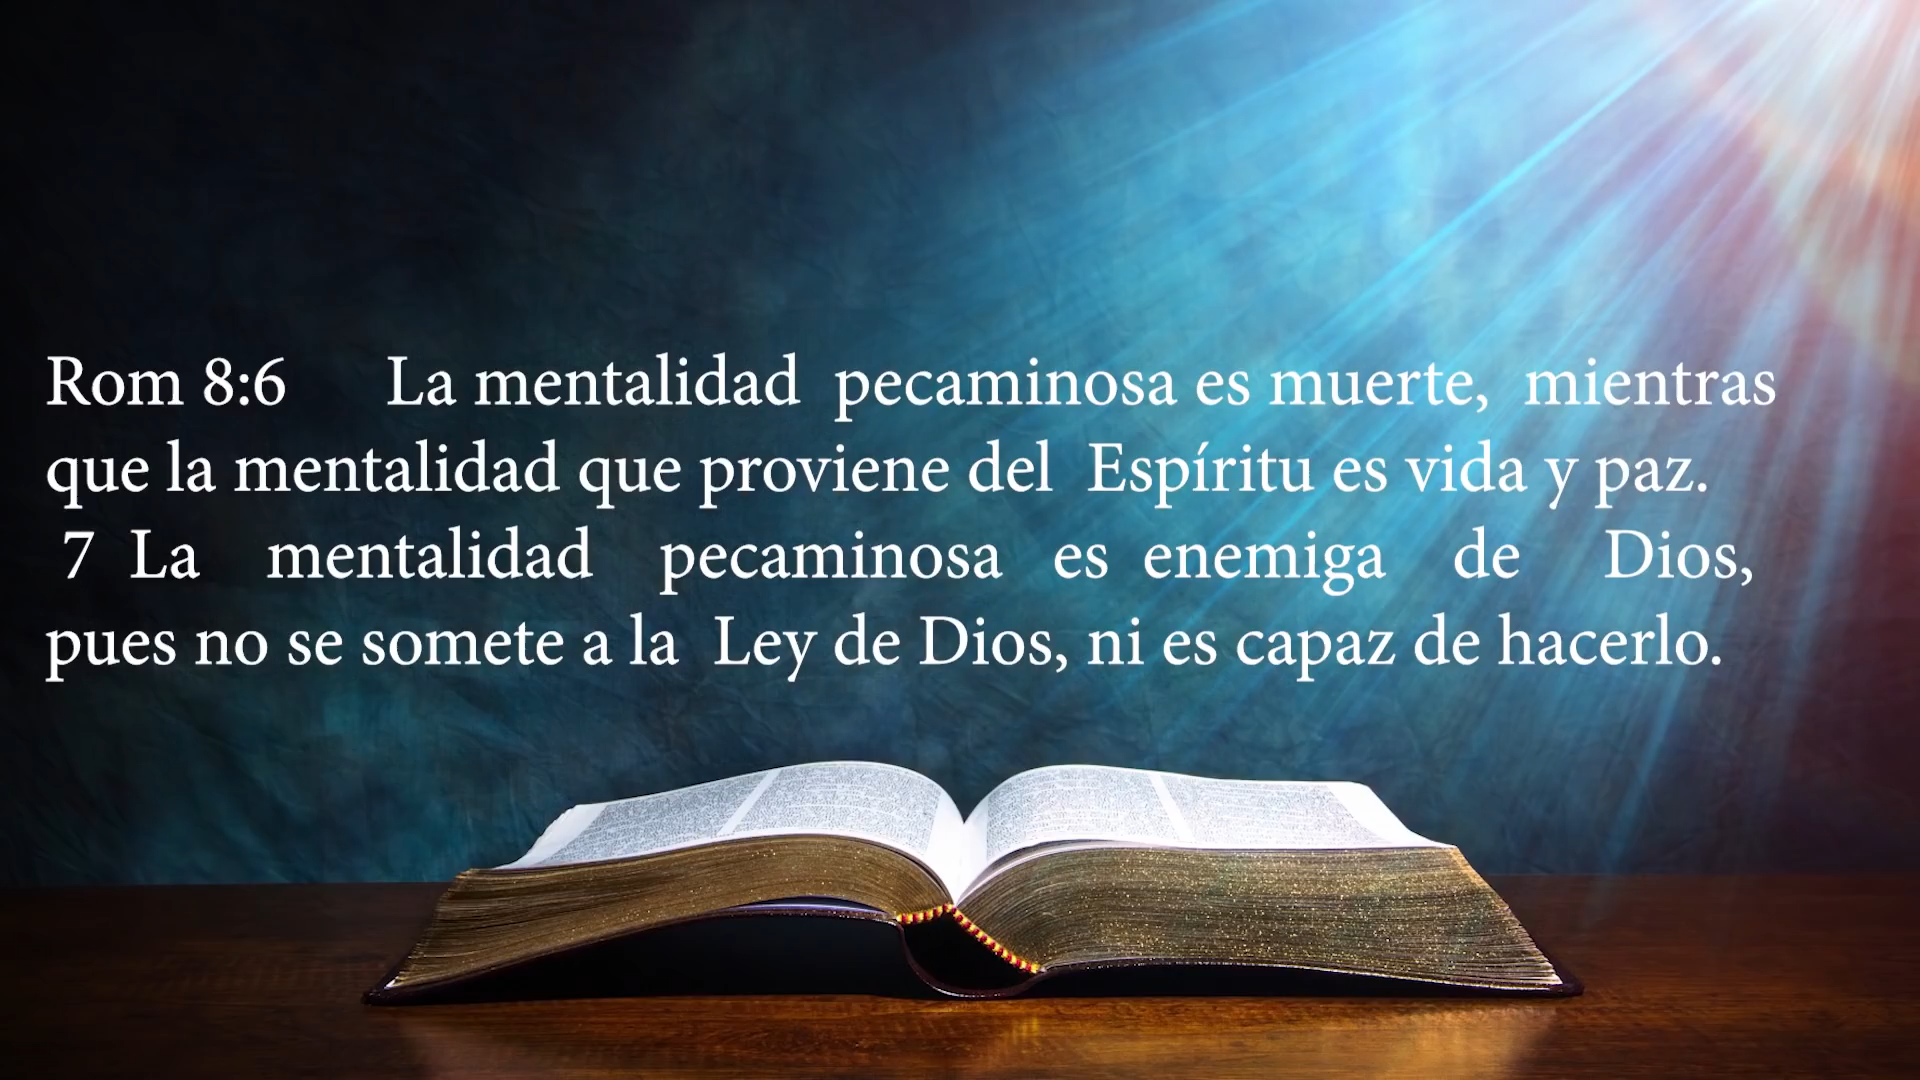 Rom 8:6 La mentalidad pecaminosa es muerte, mientras
que la mentalidad que proviene del Espíritu es vida y paz.
7 La mentalidad pecaminosa es enemiga de Dios,
pues no se somete a la Ley de Dios, ni es capaz de hacerlo.